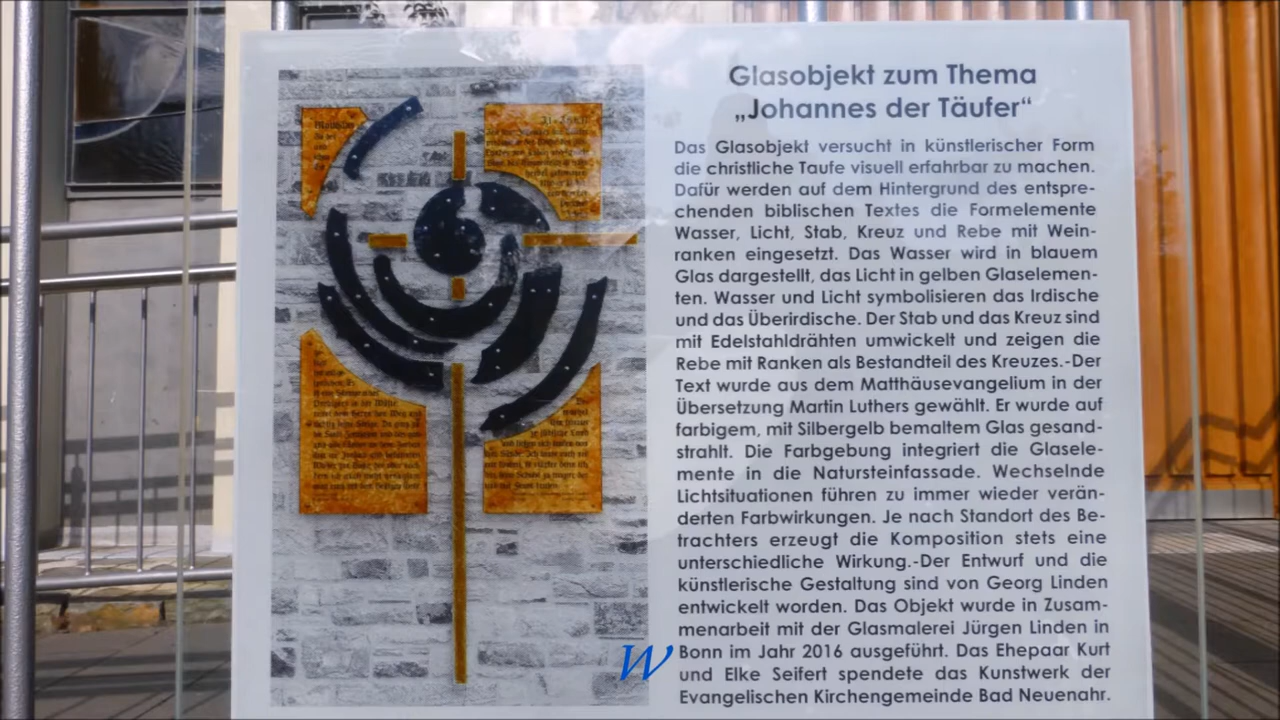 Glasobjekt zum Thema
„Johannes der Täufer“
Das Glasobjekt versucht in künstlerischer Form
die christliche Taufe visuell erfahrbar zu machen.
Dafür werden auf dem Hintergrund des entspre-
chenden biblischen Textes die Formelemente
Wasser, Licht, Stab, Kreuz und Rebe mit Wein-
ranken eingesetzt. Das Wasser wird in blauem
Glas dargestellt, das Licht in gelben Glaselemen-
ten. Wasser und Licht symbolisieren das Irdische
und das Überirdische. Der Stab und das Kreuz sind
mit Edelstahldrähten umwickelt und zeigen die
Rebe mit Ranken als Bestandteil des Kreuzes.-Der
Text wurde aus dem Matthäusevangelium in der
Übersetzung Martin Luthers gewählt. Er wurde auf
farbigem, mit Silbergelb bemaltem Glas gesand-
strahlt. Die Farbgebung integriert die Glasele-
mente in die Natursteinfassade. Wechselnde
Lichtsituationen führen zu immer wieder verän-
derten Farbwirkungen. Je nach Standort des Be-
trachters erzeugt die Komposition stets eine
unterschiedliche Wirkung.-Der Entwurf und die
künstlerische Gestaltung sind von Georg Linden
entwickelt worden. Das Objekt wurde in Zusam-
menarbeit mit der Glasmalerei Jürgen Linden in
Bonn im Jahr 2016 ausgeführt. Das Ehepaar Kurt
und Elke Seifert spendete das Kunstwerk der
Evangelischen Kirchengemeinde Bad Neuenahr.
W